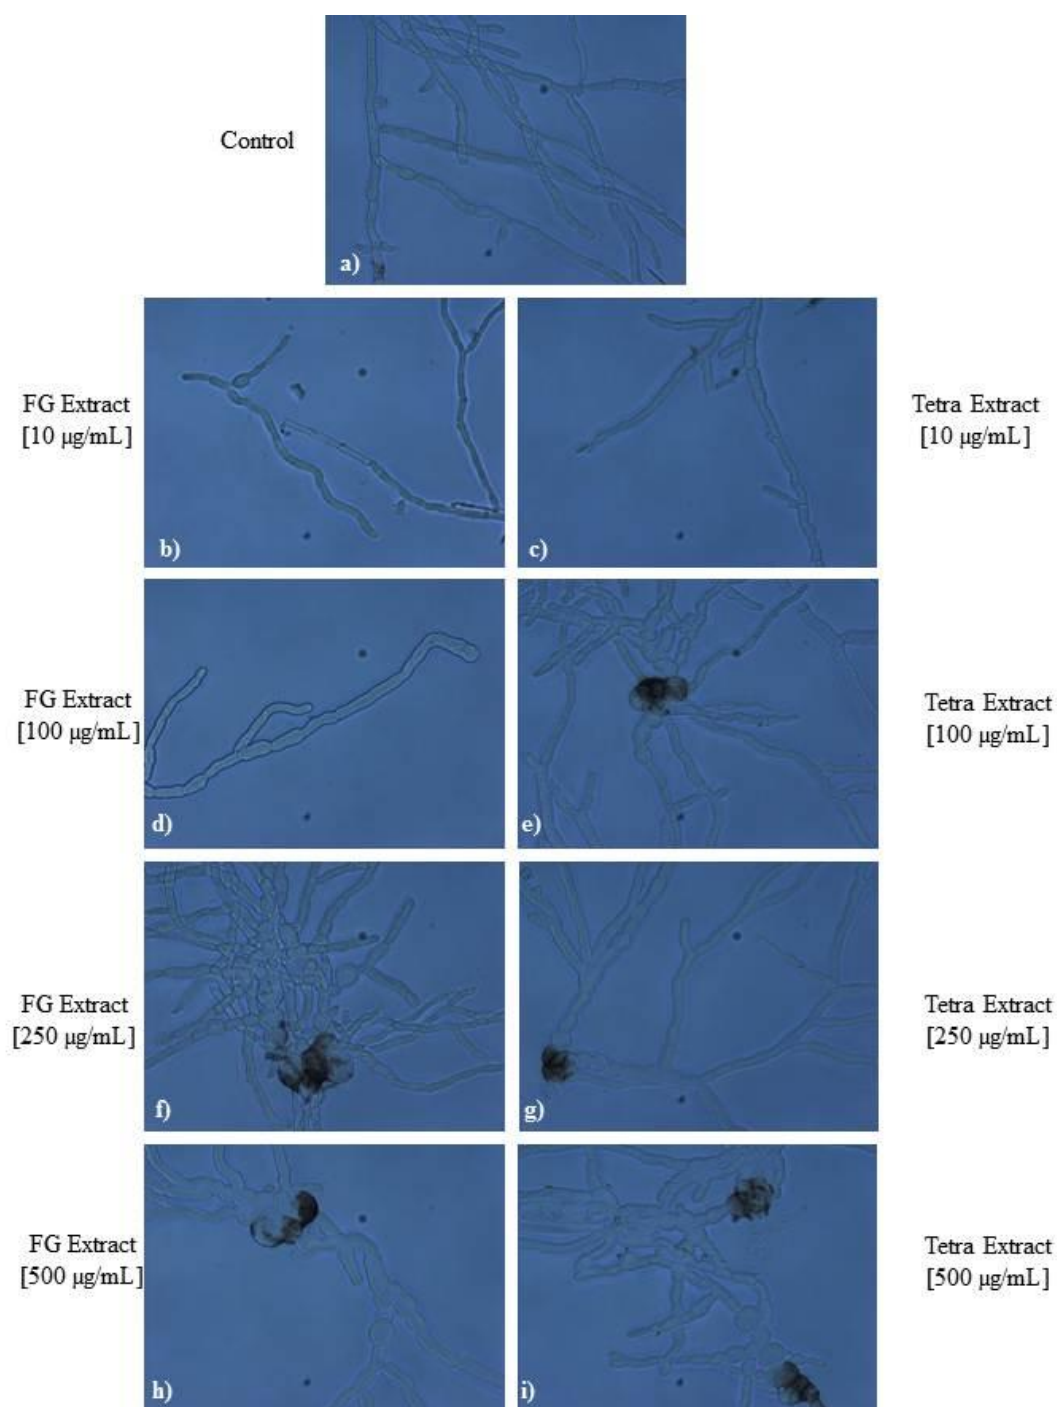 Control
a)
FG Extract
[10 µg/mL]
b)
c)
Tetra Extract
[10 µg/mL]
FG Extract
[100 µg/mL]
d)
e)
Tetra Extract
[100 µg/mL]
FG Extract
[250 µg/mL]
f)
g)
Tetra Extract
[250 µg/mL]
FG Extract
[500 µg/mL]
h)
i)
Tetra Extract
[500 µg/mL]